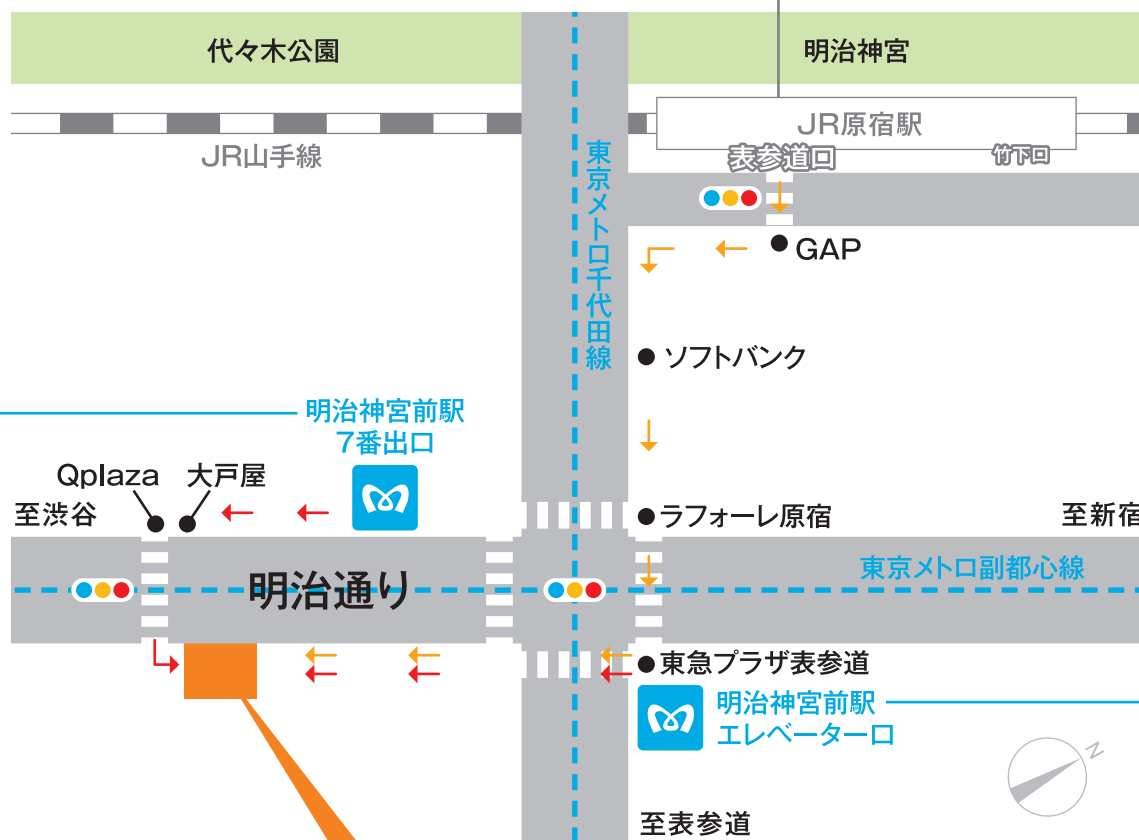 代々木公園
明治神宮
JR原宿駅
JR山手線
表参道口
竹下口
東京メトロ千代田線
GAP
ソフトバンク
明治神宮前駅
7番出口
Qplaza
大戸屋
至渋谷
ラフォーレ原宿
至新宿
東京メトロ副都心線
明治通り
東急プラザ表参道
明治神宮前駅
エレベーター口
N
至表参道